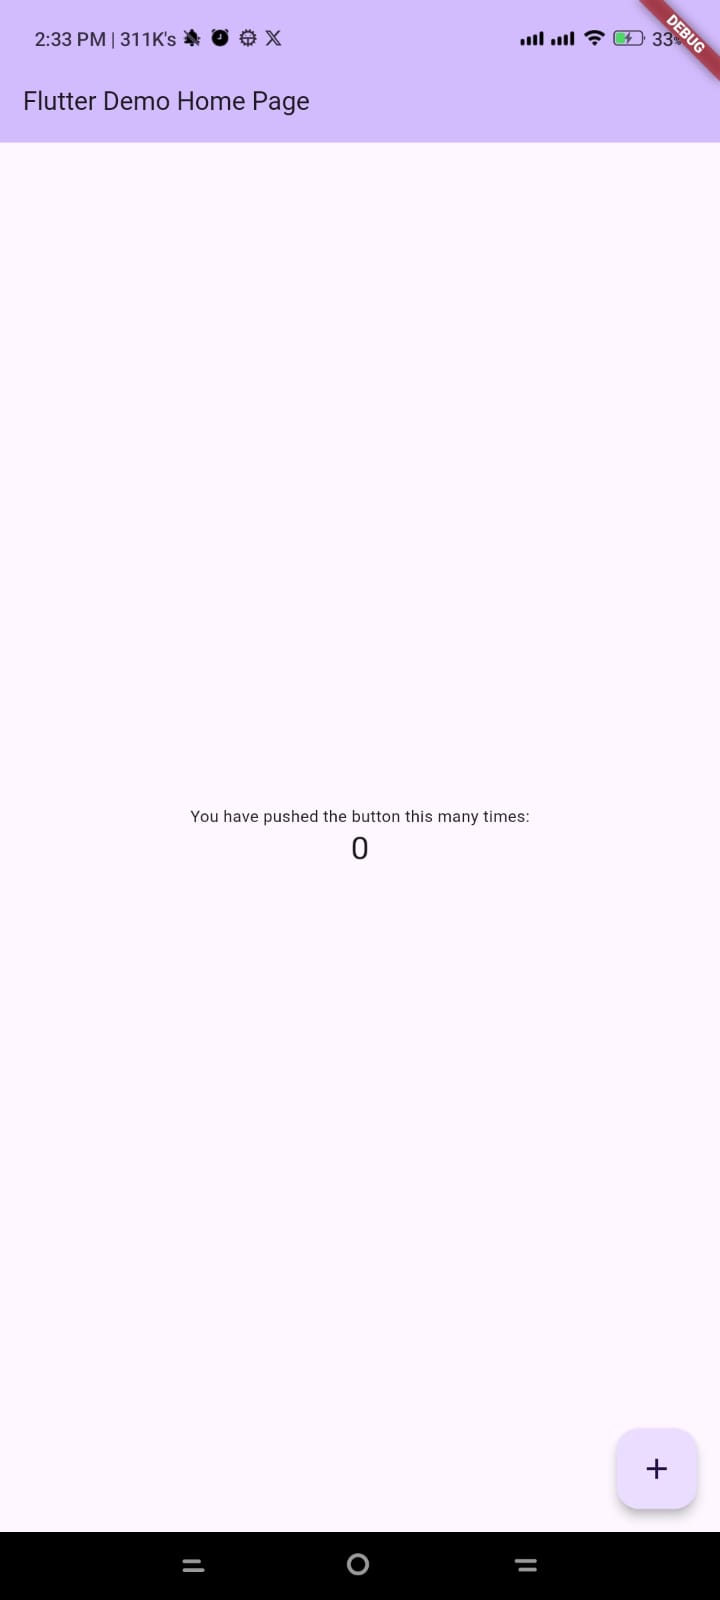 2:33 PM | 311K's
33%
DEBUG
Flutter Demo Home Page
You have pushed the button this many times:
0
+